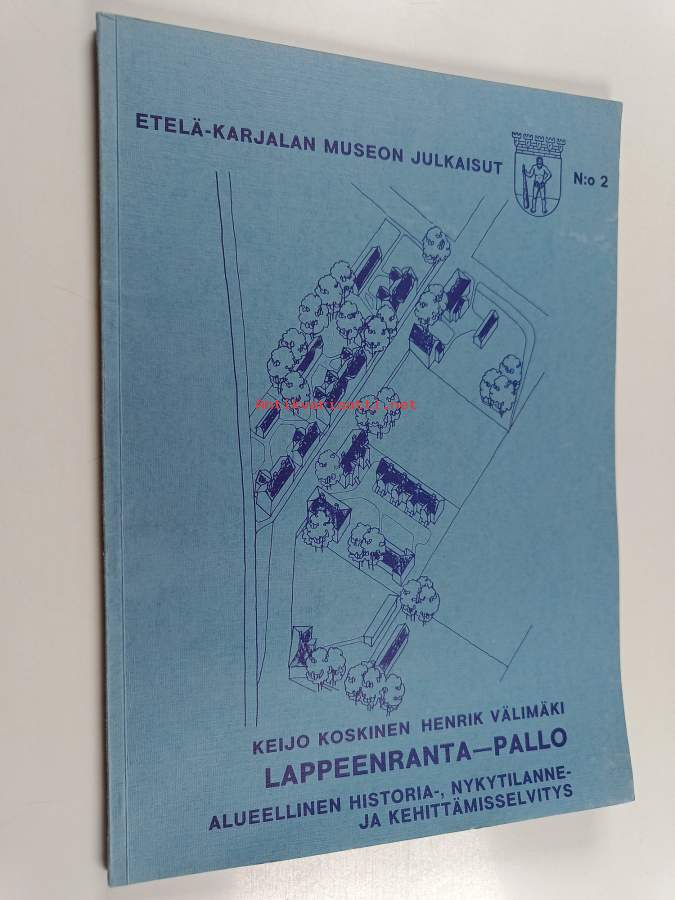 ETELÄ-KARJALAN MUSEON JULKAISUT
N:o 2
Antikvariaatti.net
KEIJO KOSKINEN HENRIK VÄLIMÄKI
LAPPEENRANTA—PALLO
ALUEELLINEN HISTORIA-, NYKYTILANNE-
JA KEHITTÄMISSELVITYS